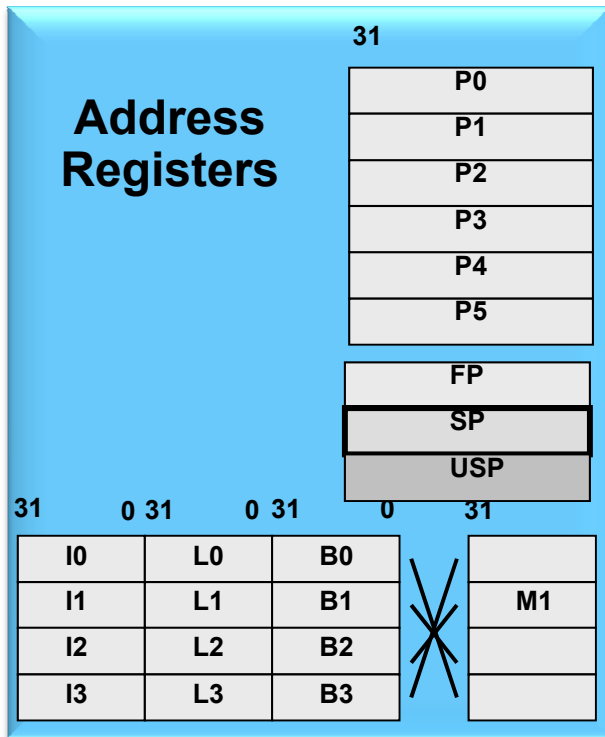 31
Address
Registers
P0
P1
P2
P3
P4
P5
FP
SP
USP
31 0 31 0 31 0 31
I0 L0 B0
I1 L1 B1 M1
I2 L2 B2
I3 L3 B3